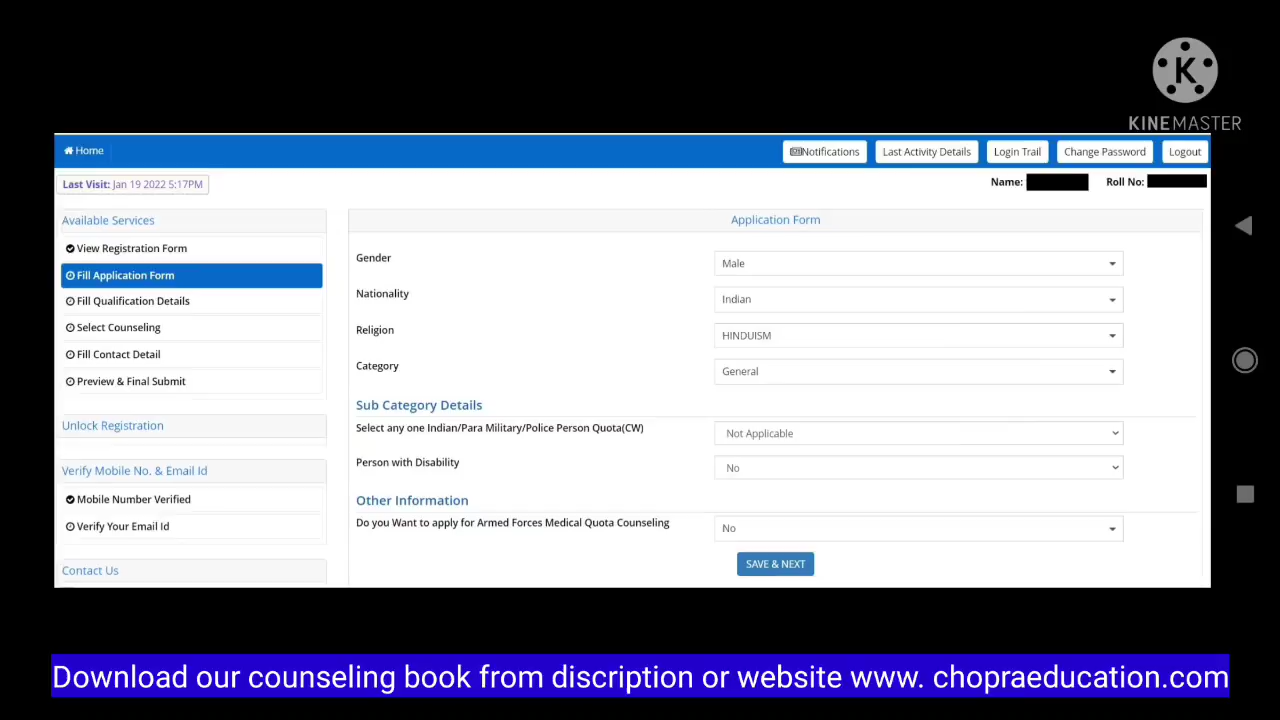 K
KINEMASTER
Home
Notifications
Last Activity Details
Login Trail
Change Password
Logout
Last Visit: Jan 19 2022 5:17PM
Name:
Roll No:
Available Services
View Registration Form
Fill Application Form
Fill Qualification Details
Select Counseling
Fill Contact Detail
Preview & Final Submit
Unlock Registration
Verify Mobile No. & Email Id
Mobile Number Verified
Verify Your Email Id
Contact Us
Application Form
Gender
Male
Nationality
Indian
Religion
HINDUISM
Category
General
Sub Category Details
Select any one Indian/Para Military/Police Person Quota(CW)
Not Applicable
Person with Disability
No
Other Information
Do you Want to apply for Armed Forces Medical Quota Counseling
No
SAVE & NEXT
Download our counseling book from discription or website www. chopraeducation.com